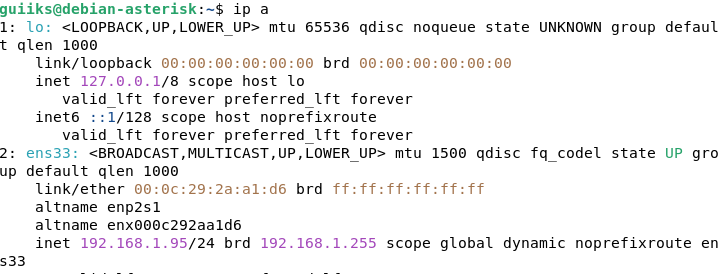 guiiks@debian-asterisk:~$ ip a
1: lo: <LOOPBACK,UP,LOWER_UP> mtu 65536 qdisc noqueue state UNKNOWN group defaul
t qlen 1000
    link/loopback 00:00:00:00:00:00 brd 00:00:00:00:00:00
    inet 127.0.0.1/8 scope host lo
       valid_lft forever preferred_lft forever
    inet6 ::1/128 scope host noprefixroute
       valid_lft forever preferred_lft forever
2: ens33: <BROADCAST,MULTICAST,UP,LOWER_UP> mtu 1500 qdisc fq_codel state UP gro
up default qlen 1000
    link/ether 00:0c:29:2a:a1:d6 brd ff:ff:ff:ff:ff:ff
    altname enp2s1
    altname enx000c292aa1d6
    inet 192.168.1.95/24 brd 192.168.1.255 scope global dynamic noprefixroute en
s33